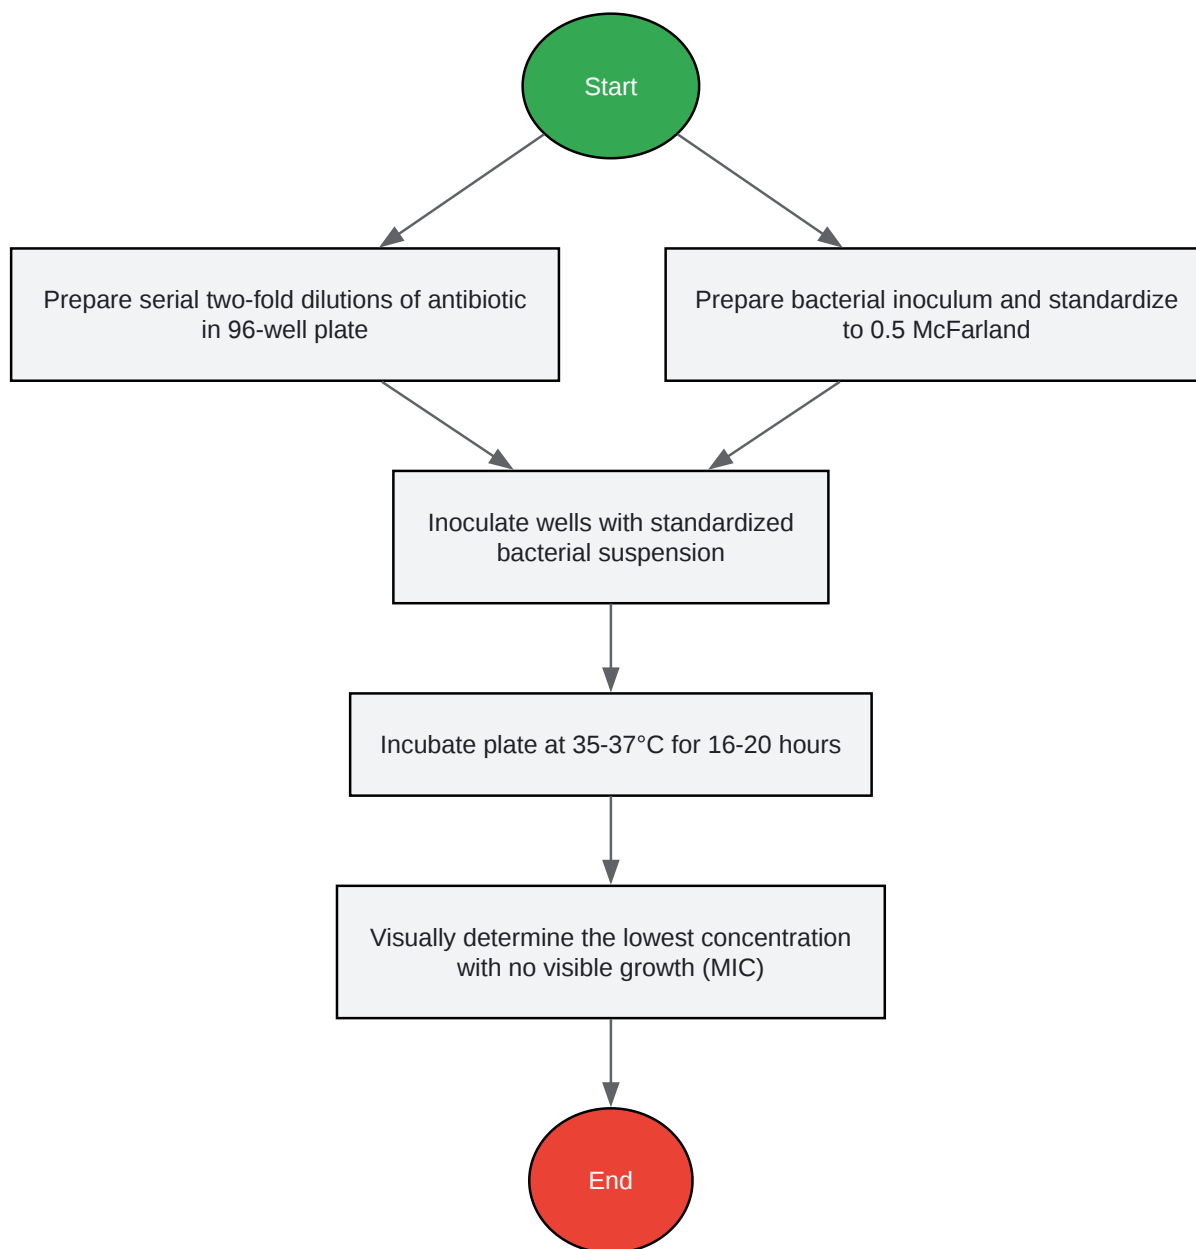 Start
Prepare serial two-fold dilutions of antibiotic
in 96-well plate
Prepare bacterial inoculum and standardize
to 0.5 McFarland
Inoculate wells with standardized
bacterial suspension
Incubate plate at 35-37°C for 16-20 hours
Visually determine the lowest concentration
with no visible growth (MIC)
End